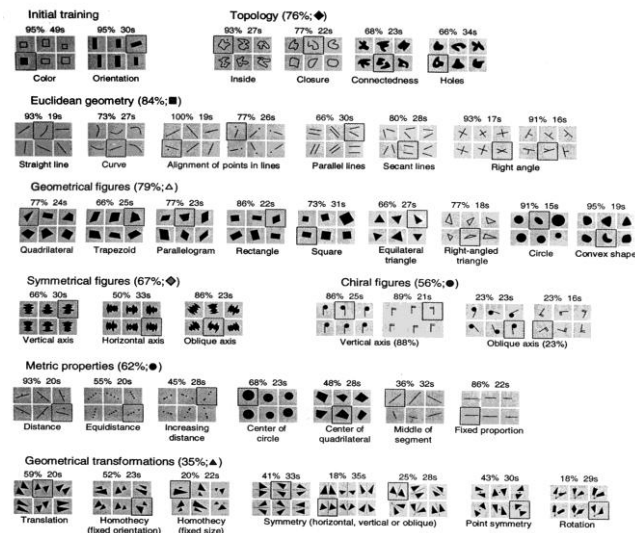 Initial training
Topology (76%;◆)
95% 49s 95% 30s
93% 27s 77% 22s 68% 23s 66% 34s
Color Orientation
Inside Closure Connectedness Holes
Euclidean geometry (84%;■)
93% 19s 73% 27s 100% 19s 77% 26s 66% 30s 80% 28s 93% 17s 91% 16s
Straight line Curve Alignment of points in lines Parallel lines Secant lines Right angle
Geometrical figures (79%;△)
77% 24s 66% 25s 77% 23s 86% 22s 73% 31s 66% 27s 77% 18s 91% 15s 95% 19s
Quadrilateral Trapezoid Parallelogram Rectangle Square Equilateral triangle Right-angled triangle Circle Convex shape
Symmetrical figures (67%;◈)
Chiral figures (56%;●)
66% 30s 50% 33s 86% 23s
86% 25s 89% 21s 23% 23s 23% 16s
Vertical axis Horizontal axis Oblique axis
Vertical axis (88%) Oblique axis (23%)
Metric properties (62%;●)
93% 20s 55% 20s 45% 28s 68% 23s 48% 28s 36% 32s 86% 22s
Distance Equidistance Increasing distance Center of circle Center of quadrilateral Middle of segment Fixed proportion
Geometrical transformations (35%;▲)
59% 20s 52% 23s 20% 22s 41% 33s 18% 35s 25% 28s 43% 30s 18% 29s
Translation Homothecy (fixed orientation) Homothecy (fixed size) Symmetry (horizontal, vertical or oblique) Point symmetry Rotation